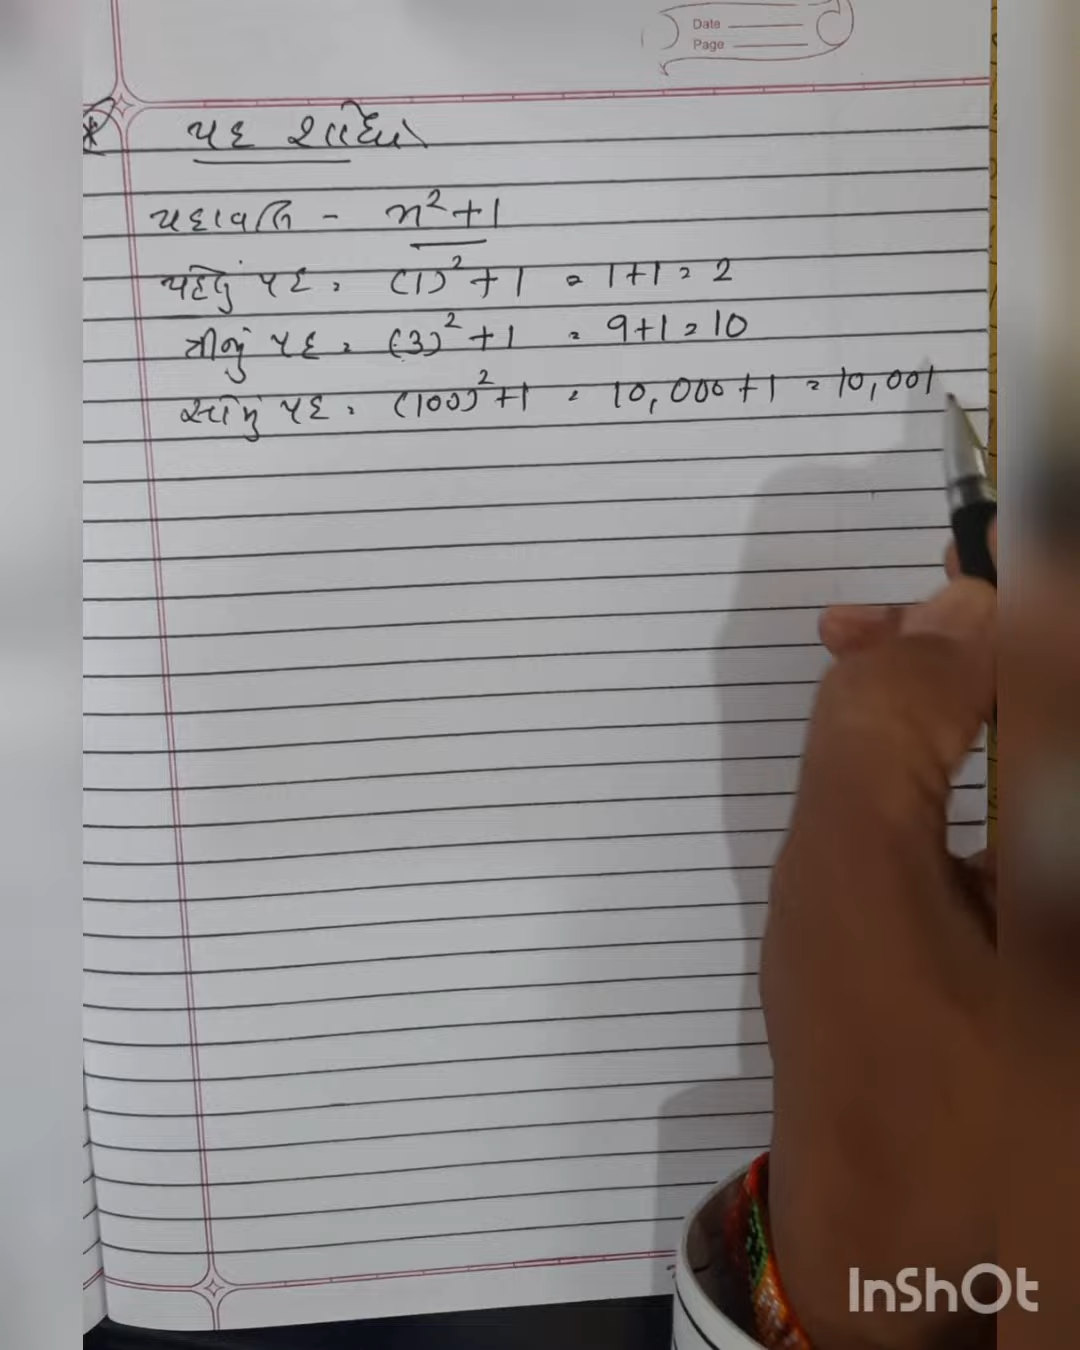 Date
Page
* પદ શોધો
પદાવલિ - n²+1
પહેલું પદ = (1)² + 1 = 1+1 = 2
ત્રીજું પદ = (3)² + 1 = 9+1 = 10
સોમું પદ = (100)² + 1 = 10,000 + 1 = 10,001
InShOt